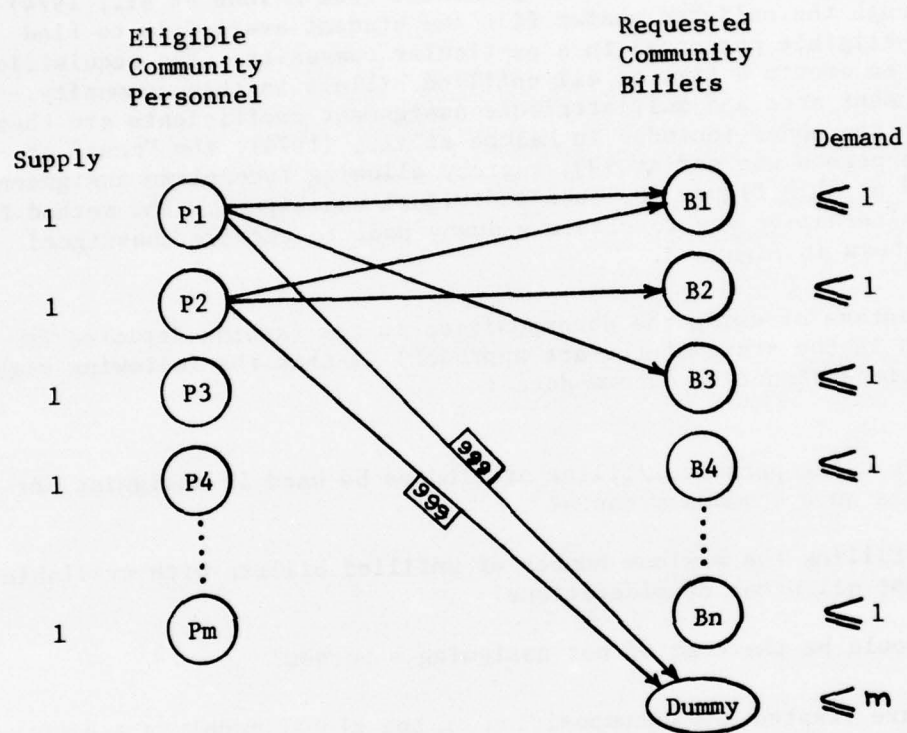 Eligible Community Personnel
Requested Community Billets
Supply
Demand
1 P1 B1 ≤ 1
1 P2 B2 ≤ 1
1 P3 B3 ≤ 1
1 P4 B4 ≤ 1
999
999
1 Pm Bn ≤ 1
Dummy ≤ m